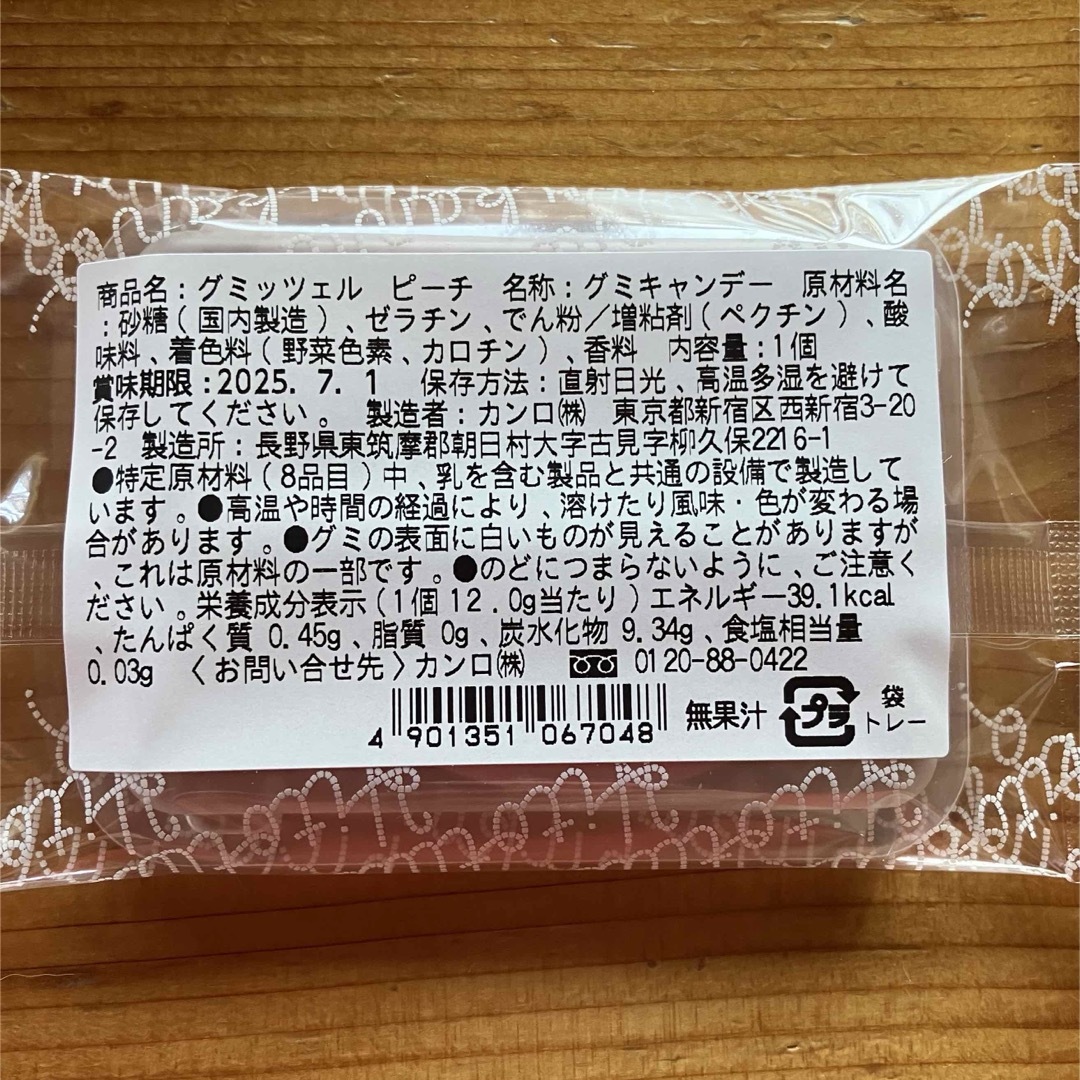 商品名:グミッツェル ピーチ 名称:グミキャンデー 原材料名
:砂糖(国内製造)、ゼラチン、でん粉/増粘剤(ペクチン)、酸
味料、着色料(野菜色素、カロチン)、香料 内容量:1個
賞味期限:2025. 7. 1 保存方法:直射日光、高温多湿を避けて
保存してください。 製造者:カンロ㈱ 東京都新宿区西新宿3-20
-2 製造所:長野県東筑摩郡朝日村大字古見字柳久保2216-1
●特定原材料(8品目)中、乳を含む製品と共通の設備で製造して
います。●高温や時間の経過により、溶けたり風味・色が変わる場
合があります。●グミの表面に白いものが見えることがありますが
、これは原材料の一部です。●のどにつまらないように、ご注意く
ださい。栄養成分表示(1個12.0g当たり)エネルギー39.1kcal
、たんぱく質 0.45g、脂質 0g、炭水化物 9.34g、食塩相当量
0.03g 〈お問い合せ先〉カンロ㈱ 0120-88-0422
4 901351 067048 無果汁 プラ 袋
トレー